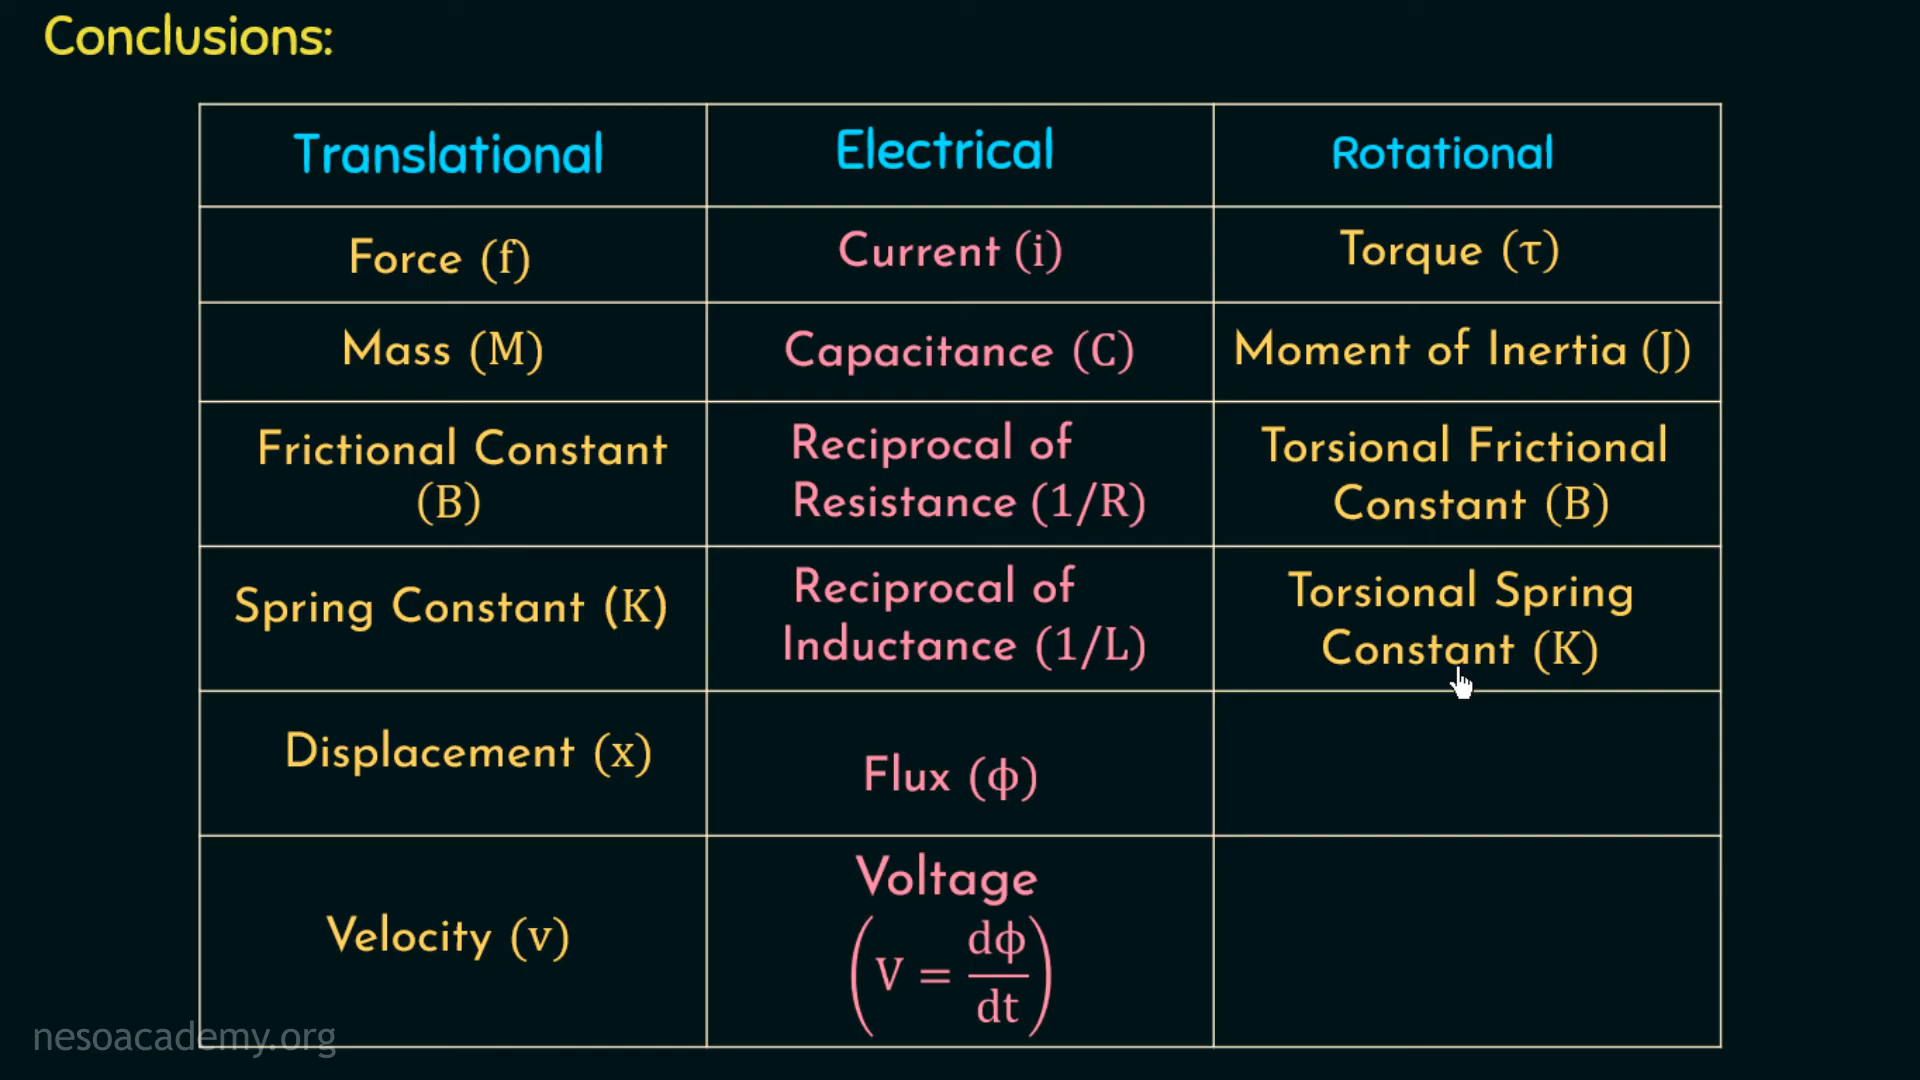 Conclusions:
Translational
Electrical
Rotational
Force (f)
Current (i)
Torque (τ)
Mass (M)
Capacitance (C)
Moment of Inertia (J)
Frictional Constant
(B)
Reciprocal of
Resistance (1/R)
Torsional Frictional
Constant (B)
Spring Constant (K)
Reciprocal of
Inductance (1/L)
Torsional Spring
Constant (K)
Displacement (x)
Flux (ϕ)
Velocity (v)
Voltage
(V = dϕ/dt)
nesoacademy.org